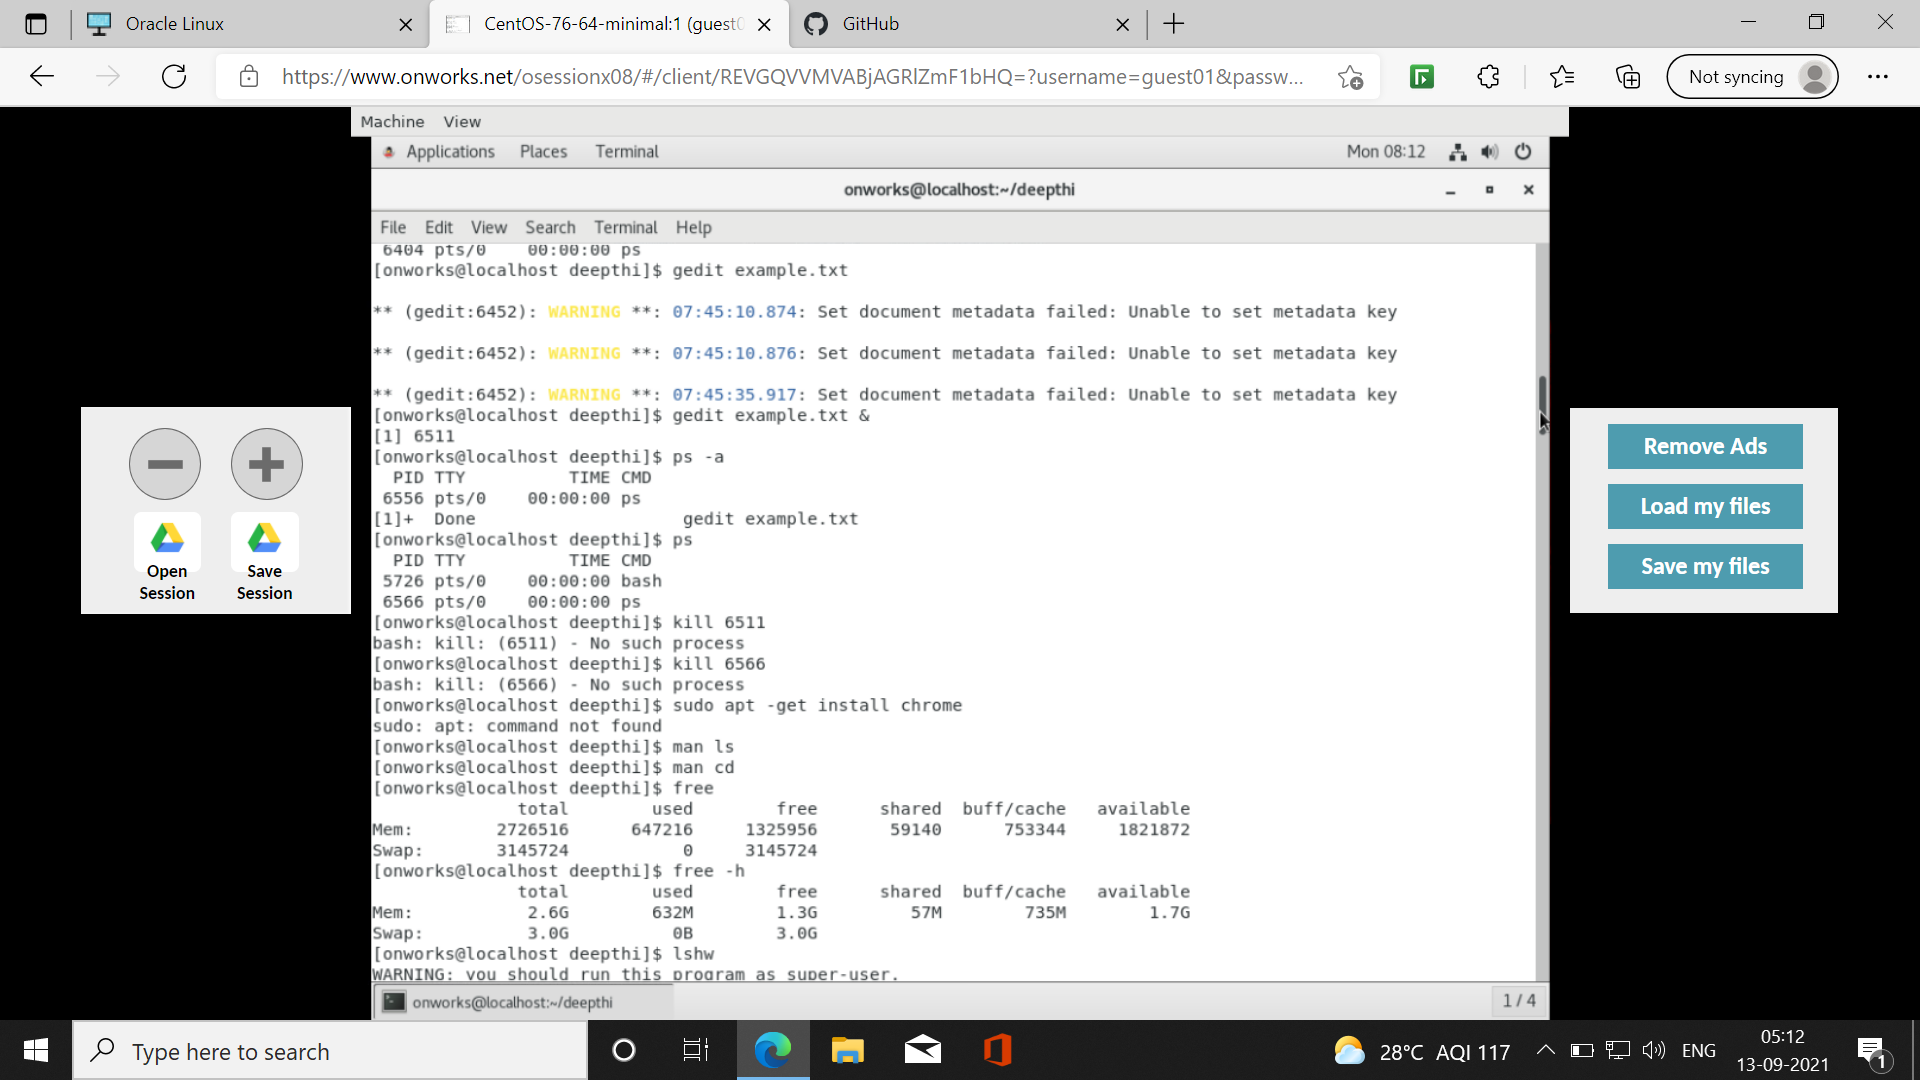 Oracle Linux
CentOS-76-64-minimal:1 (guest0
GitHub
https://www.onworks.net/osessionx08/#/client/REVGQVVMVABjAGRlZmF1bHQ=?username=guest01&passw...
Not syncing
Machine View
Applications Places Terminal Mon 08:12
onworks@localhost:~/deepthi
File Edit View Search Terminal Help
6404 pts/0    00:00:00 ps
[onworks@localhost deepthi]$ gedit example.txt
** (gedit:6452): WARNING **: 07:45:10.874: Set document metadata failed: Unable to set metadata key
** (gedit:6452): WARNING **: 07:45:10.876: Set document metadata failed: Unable to set metadata key
** (gedit:6452): WARNING **: 07:45:35.917: Set document metadata failed: Unable to set metadata key
[onworks@localhost deepthi]$ gedit example.txt &
[1] 6511
[onworks@localhost deepthi]$ ps -a
  PID TTY          TIME CMD
 6556 pts/0    00:00:00 ps
[1]+  Done                    gedit example.txt
[onworks@localhost deepthi]$ ps
  PID TTY          TIME CMD
 5726 pts/0    00:00:00 bash
 6566 pts/0    00:00:00 ps
[onworks@localhost deepthi]$ kill 6511
bash: kill: (6511) - No such process
[onworks@localhost deepthi]$ kill 6566
bash: kill: (6566) - No such process
[onworks@localhost deepthi]$ sudo apt -get install chrome
sudo: apt: command not found
[onworks@localhost deepthi]$ man ls
[onworks@localhost deepthi]$ man cd
[onworks@localhost deepthi]$ free
              total        used        free      shared  buff/cache   available
Mem:        2726516      647216     1325956       59140      753344     1821872
Swap:       3145724           0     3145724
[onworks@localhost deepthi]$ free -h
              total        used        free      shared  buff/cache   available
Mem:           2.6G        632M        1.3G         57M        735M        1.7G
Swap:          3.0G          0B        3.0G
[onworks@localhost deepthi]$ lshw
WARNING: you should run this program as super-user.
onworks@localhost:~/deepthi
1 / 4
Open Session
Save Session
Remove Ads
Load my files
Save my files
Type here to search
28°C AQI 117
ENG
05:12
13-09-2021
1